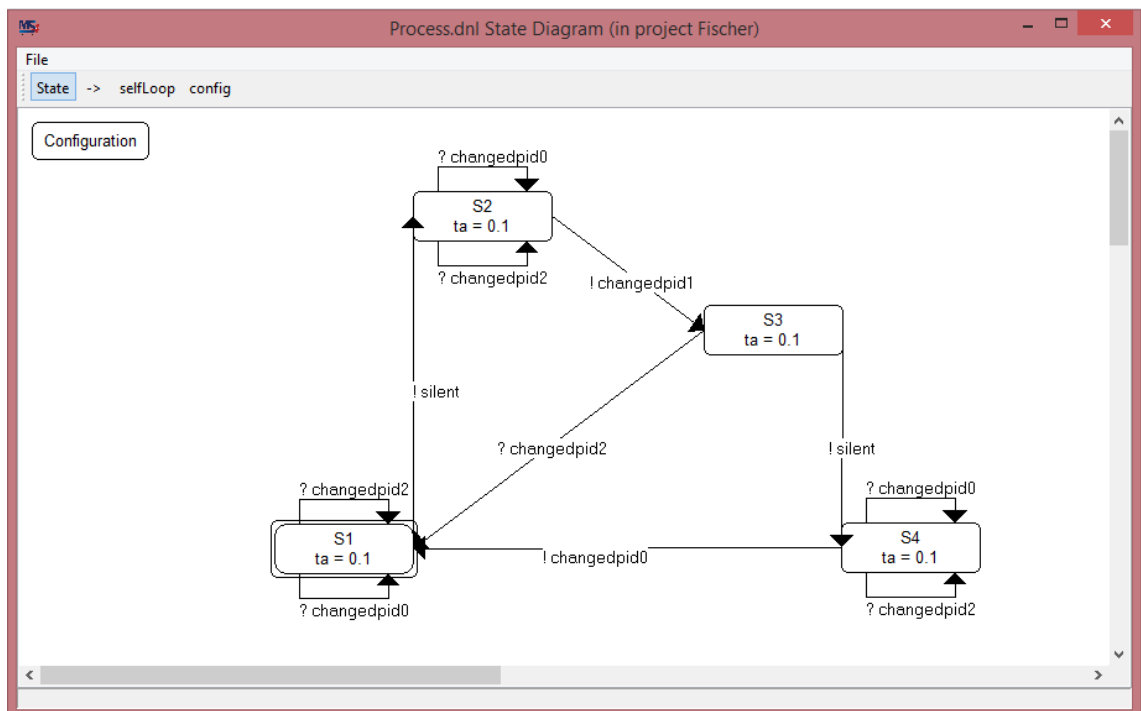 Process.dnl State Diagram (in project Fischer)
File
State -> selfLoop config
Configuration
? changedpid0
S2
ta = 0.1
? changedpid2
! changedpid1
S3
ta = 0.1
! silent
? changedpid2
! silent
? changedpid2
S1
ta = 0.1
? changedpid0
! changedpid0
? changedpid0
S4
ta = 0.1
? changedpid2